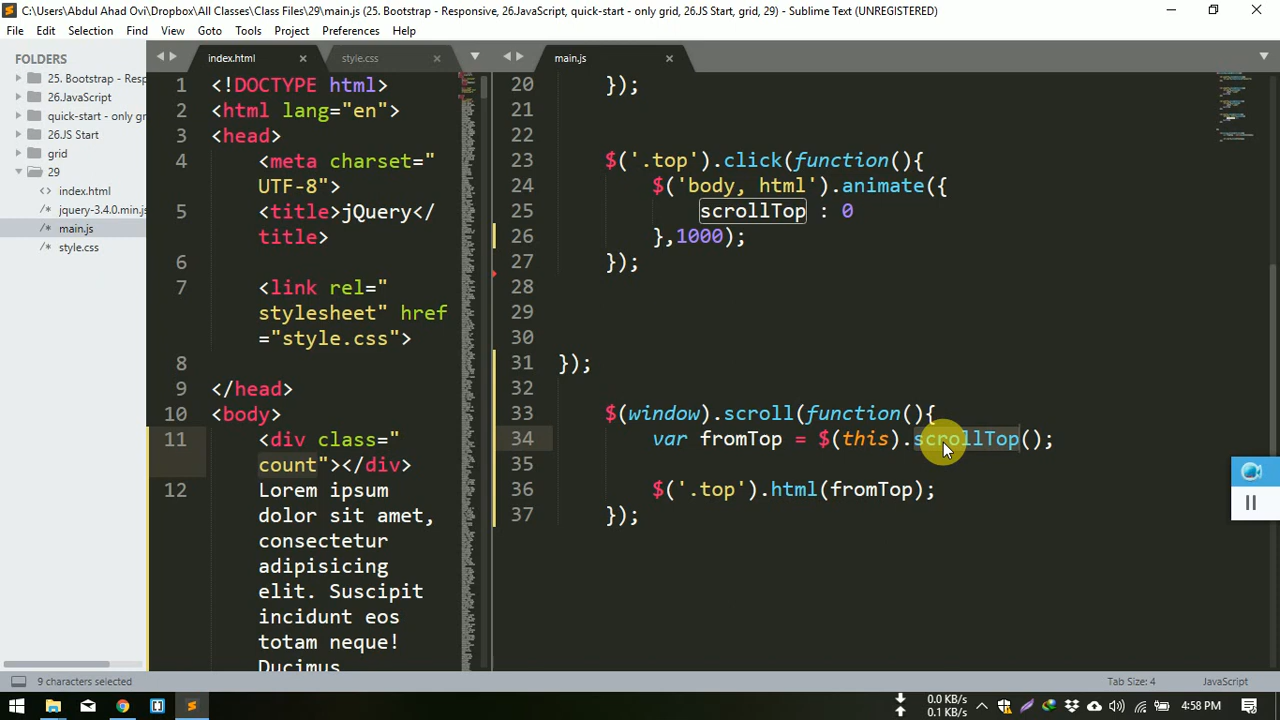 C:\Users\Abdul Ahad Ovi\Dropbox\All Classes\Class Files\29\main.js (25. Bootstrap - Responsive, 26.JavaScript, quick-start - only grid, 26.JS Start, grid, 29) - Sublime Text (UNREGISTERED)
File Edit Selection Find View Goto Tools Project Preferences Help
FOLDERS
25. Bootstrap - Resp
26.JavaScript
quick-start - only gri
26.JS Start
grid
29
index.html
jquery-3.4.0.min.js
main.js
style.css
index.html style.css
1 <!DOCTYPE html>
2 <html lang="en">
3 <head>
4 <meta charset="
UTF-8">
5 <title>jQuery</
title>
6
7 <link rel="
stylesheet" href
="style.css">
8
9 </head>
10 <body>
11 <div class="
count"></div>
12 Lorem ipsum
dolor sit amet,
consectetur
adipisicing
elit. Suscipit
incidunt eos
totam neque!
Ducimus
main.js
20 });
21
22
23 $('.top').click(function(){
24 $('body, html').animate({
25 scrollTop : 0
26 },1000);
27 });
28
29
30
31 });
32
33 $(window).scroll(function(){
34 var fromTop = $(this).scrollTop();
35
36 $('.top').html(fromTop);
37 });
9 characters selected Tab Size: 4 JavaScript
0.0 KB/s
0.1 KB/s
4:58 PM